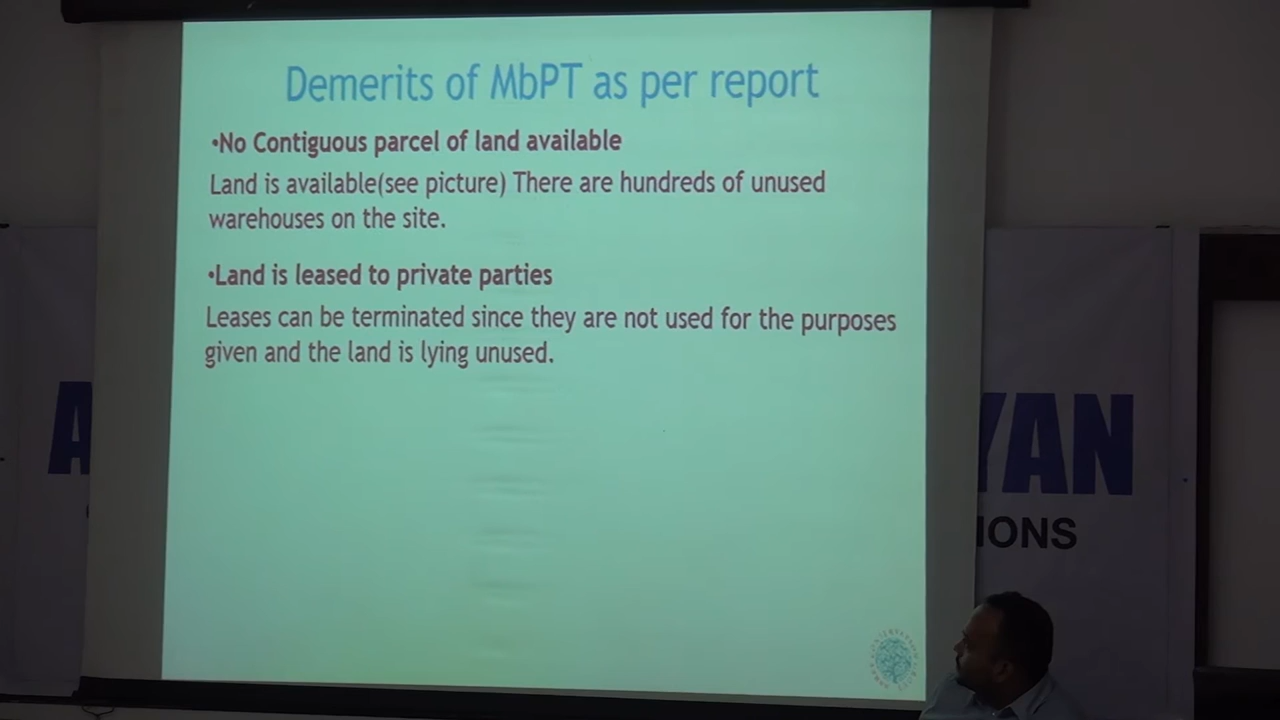 Demerits of MbPT as per report
•No Contiguous parcel of land available
Land is available(see picture) There are hundreds of unused
warehouses on the site.
•Land is leased to private parties
Leases can be terminated since they are not used for the purposes
given and the land is lying unused.
A
YAN
IONS